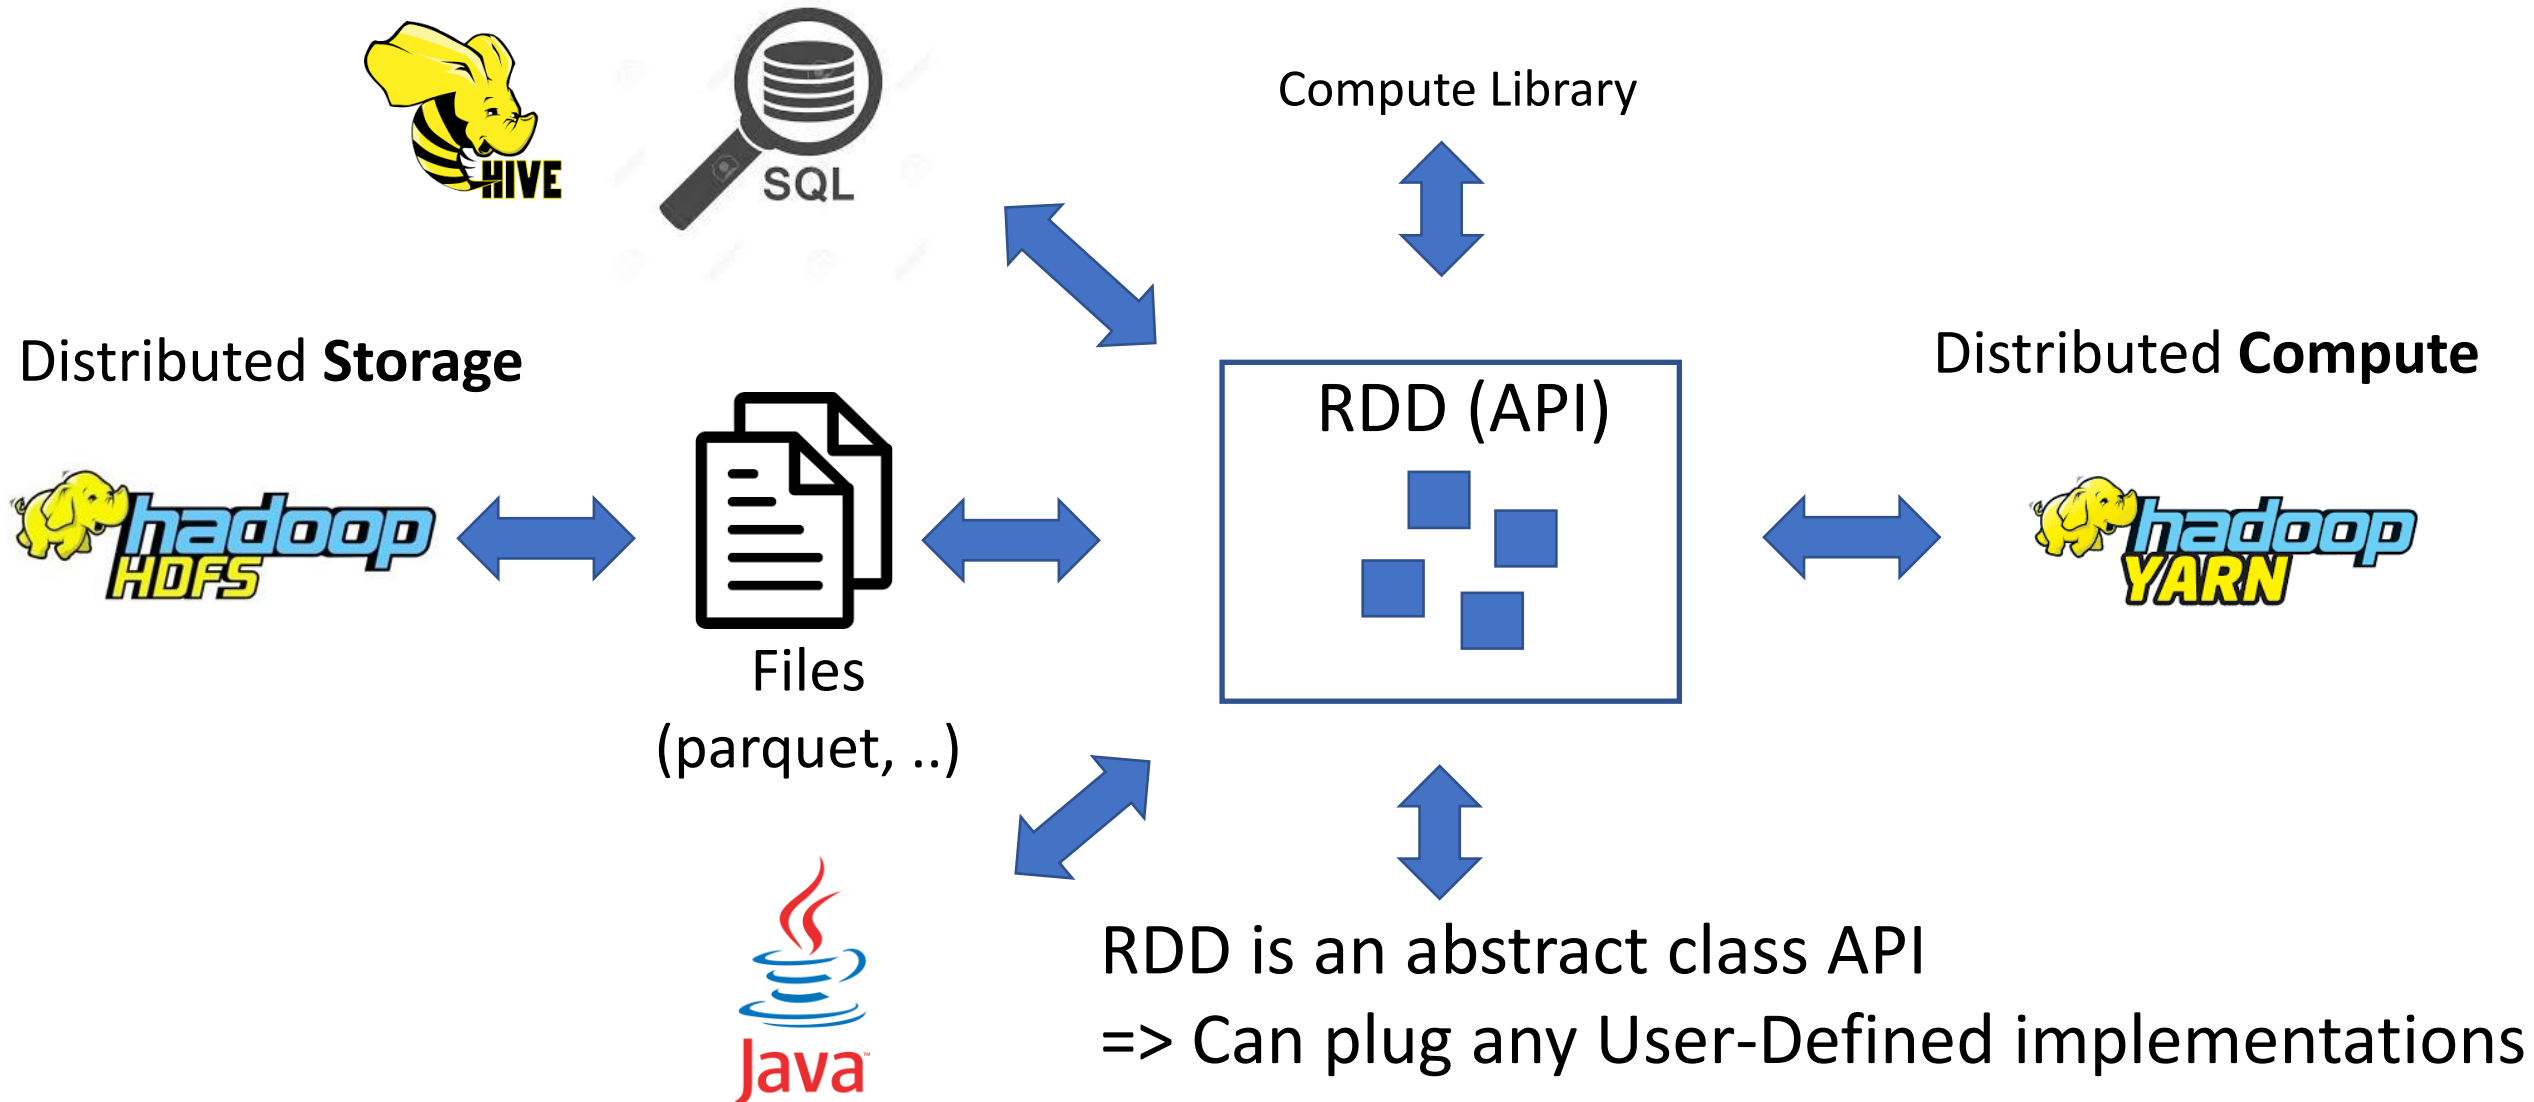 HIVE
SQL
Compute Library
Distributed Storage
Distributed Compute
RDD (API)
hadoop
HDFS
hadoop
YARN
Files
(parquet, ..)
Java™
RDD is an abstract class API
=> Can plug any User-Defined implementations